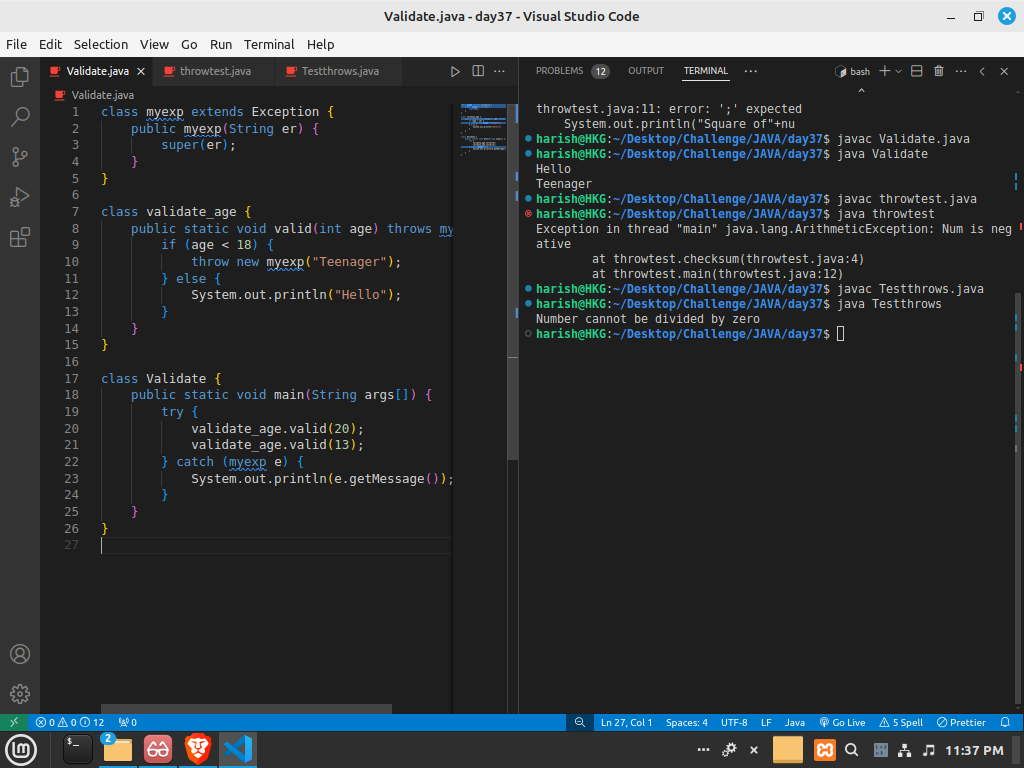 Validate.java - day37 - Visual Studio Code
File Edit Selection View Go Run Terminal Help
Validate.java throwtest.java Testthrows.java
Validate.java
1 class myexp extends Exception {
2 public myexp(String er) {
3 super(er);
4 }
5 }
6
7 class validate_age {
8 public static void valid(int age) throws my
9 if (age < 18) {
10 throw new myexp("Teenager");
11 } else {
12 System.out.println("Hello");
13 }
14 }
15 }
16
17 class Validate {
18 public static void main(String args[]) {
19 try {
20 validate_age.valid(20);
21 validate_age.valid(13);
22 } catch (myexp e) {
23 System.out.println(e.getMessage());
24 }
25 }
26 }
27
PROBLEMS 12 OUTPUT TERMINAL ··· bash
throwtest.java:11: error: ';' expected
System.out.println("Square of"+nu
harish@HKG:~/Desktop/Challenge/JAVA/day37$ javac Validate.java
harish@HKG:~/Desktop/Challenge/JAVA/day37$ java Validate
Hello
Teenager
harish@HKG:~/Desktop/Challenge/JAVA/day37$ javac throwtest.java
harish@HKG:~/Desktop/Challenge/JAVA/day37$ java throwtest
Exception in thread "main" java.lang.ArithmeticException: Num is neg
ative
at throwtest.checksum(throwtest.java:4)
at throwtest.main(throwtest.java:12)
harish@HKG:~/Desktop/Challenge/JAVA/day37$ javac Testthrows.java
harish@HKG:~/Desktop/Challenge/JAVA/day37$ java Testthrows
Number cannot be divided by zero
harish@HKG:~/Desktop/Challenge/JAVA/day37$
0 0 12 0 Ln 27, Col 1 Spaces: 4 UTF-8 LF Java Go Live 5 Spell Prettier
2 11:37 PM